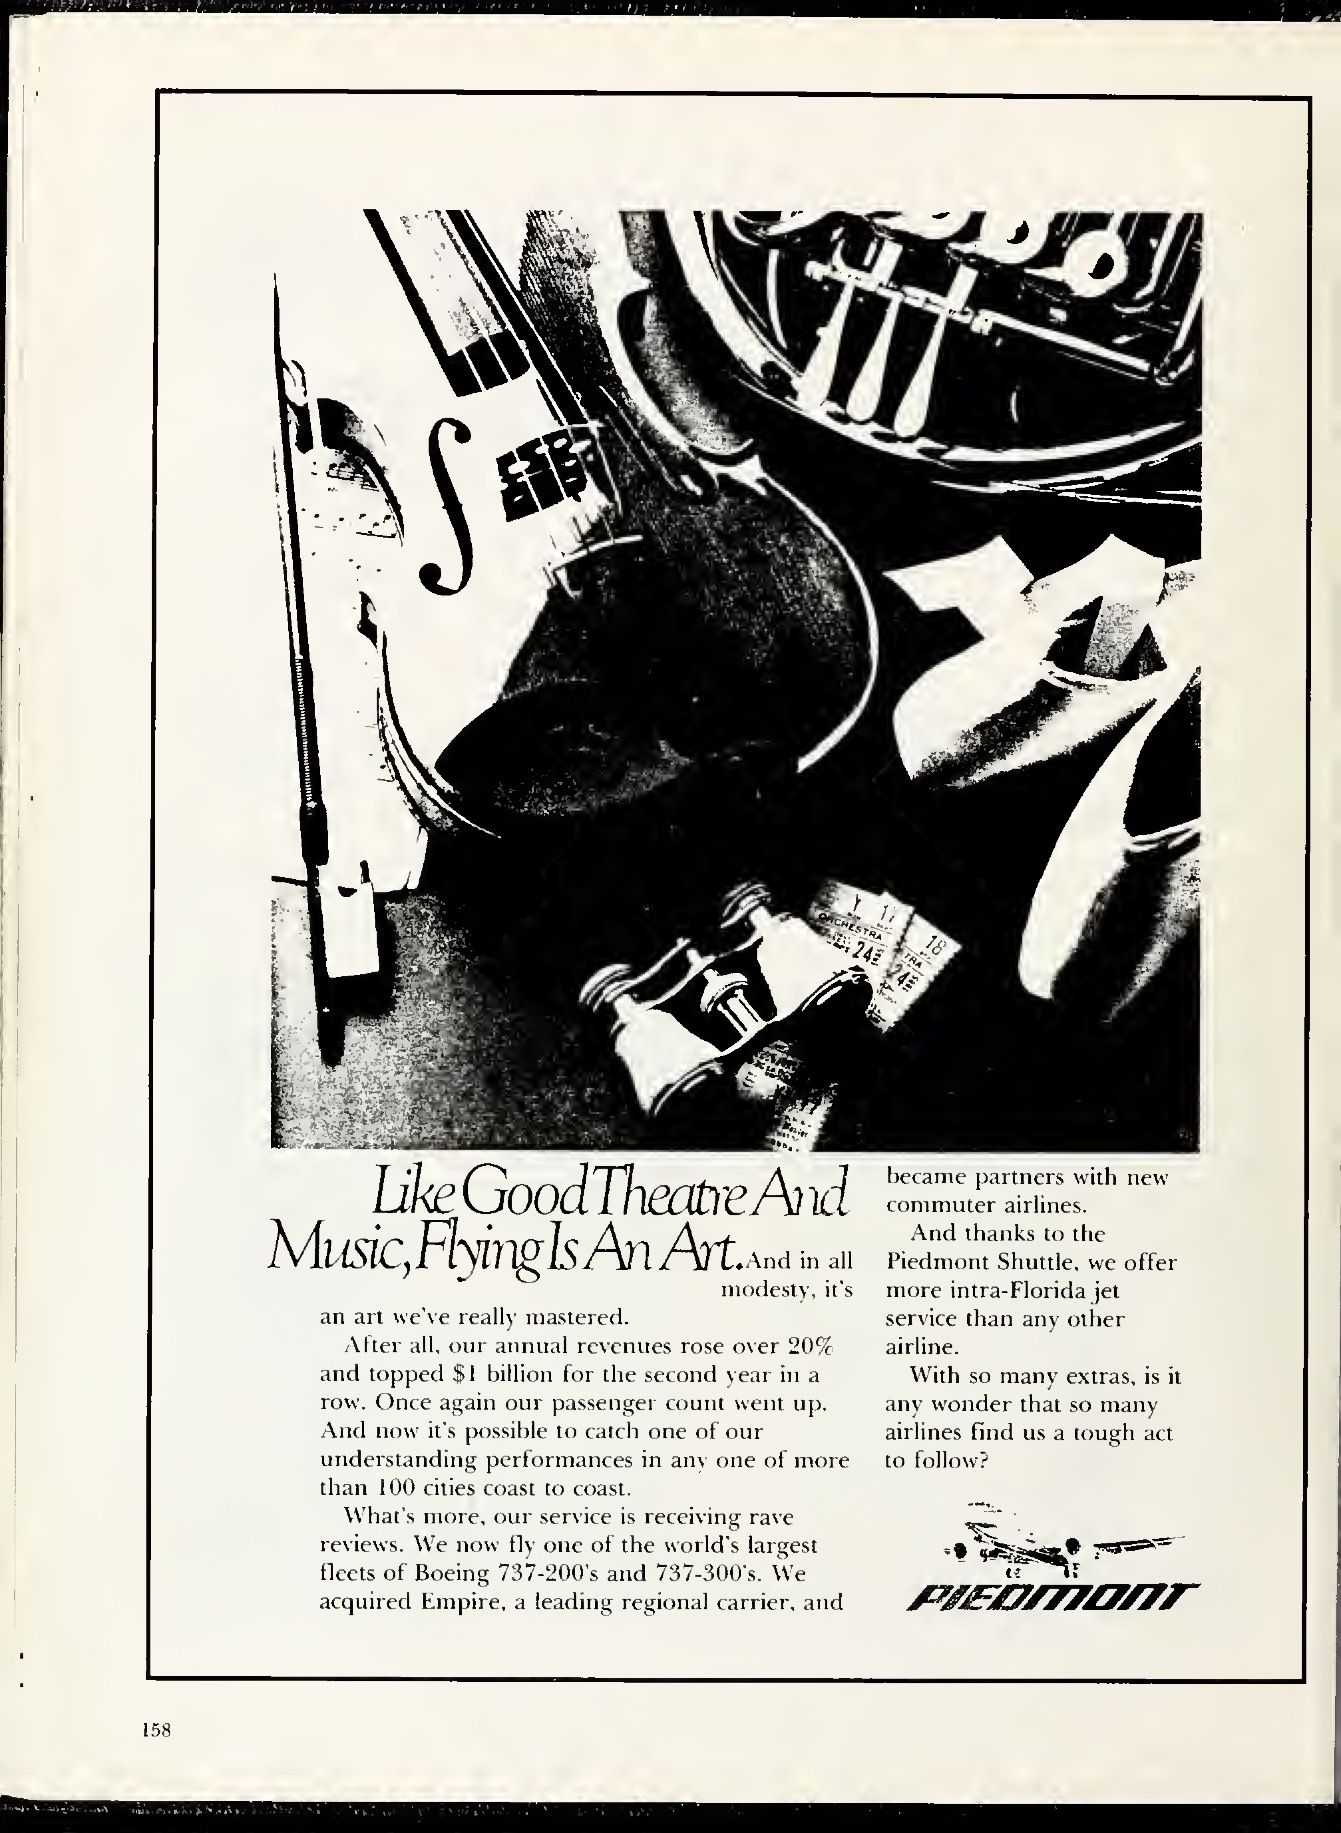 Y 17
ORCHESTRA
24
18
TRA
24
Like Good Theatre And
Music, Flying Is An Art. And in all
modesty, it's
an art we've really mastered.
After all, our annual revenues rose over 20%
and topped $1 billion for the second year in a
row. Once again our passenger count went up.
And now it's possible to catch one of our
understanding performances in any one of more
than 100 cities coast to coast.
What's more, our service is receiving rave
reviews. We now fly one of the world's largest
fleets of Boeing 737-200's and 737-300's. We
acquired Empire, a leading regional carrier, and
became partners with new
commuter airlines.
And thanks to the
Piedmont Shuttle, we offer
more intra-Florida jet
service than any other
airline.
With so many extras, is it
any wonder that so many
airlines find us a tough act
to follow?
PIEDMONT
158